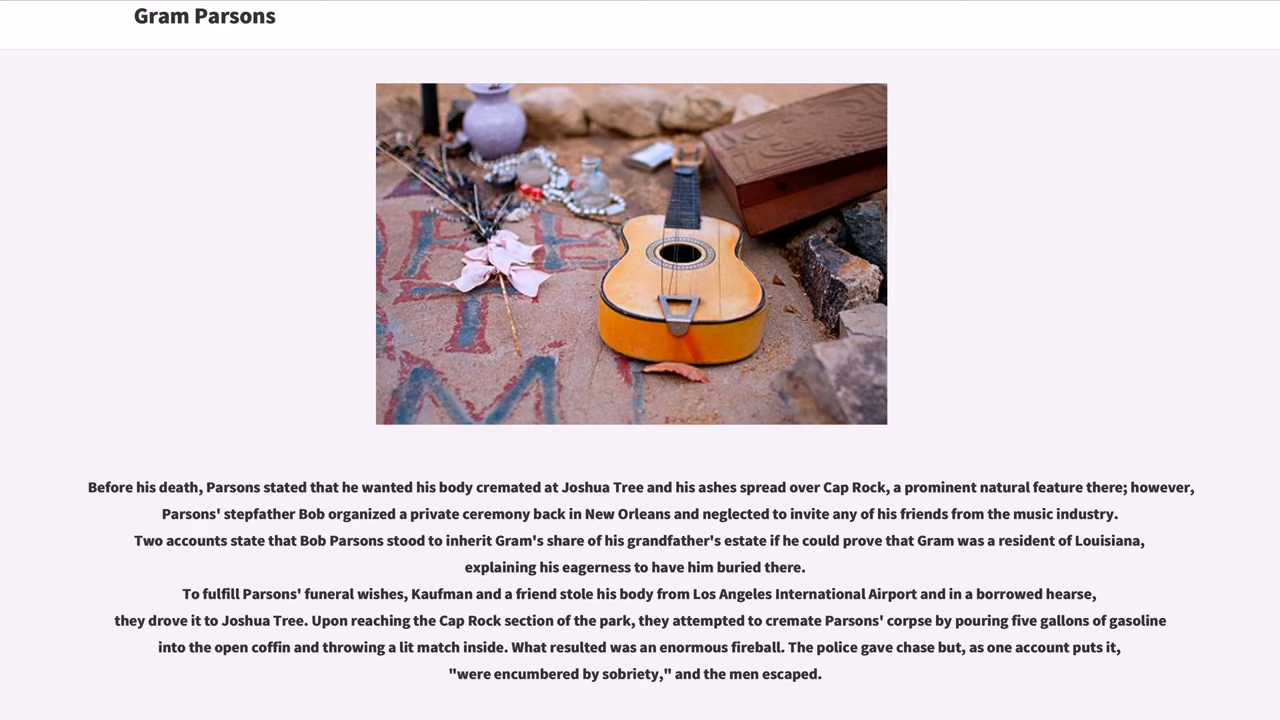 Gram Parsons
Before his death, Parsons stated that he wanted his body cremated at Joshua Tree and his ashes spread over Cap Rock, a prominent natural feature there; however,
Parsons' stepfather Bob organized a private ceremony back in New Orleans and neglected to invite any of his friends from the music industry.
Two accounts state that Bob Parsons stood to inherit Gram's share of his grandfather's estate if he could prove that Gram was a resident of Louisiana,
explaining his eagerness to have him buried there.
To fulfill Parsons' funeral wishes, Kaufman and a friend stole his body from Los Angeles International Airport and in a borrowed hearse,
they drove it to Joshua Tree. Upon reaching the Cap Rock section of the park, they attempted to cremate Parsons' corpse by pouring five gallons of gasoline
into the open coffin and throwing a lit match inside. What resulted was an enormous fireball. The police gave chase but, as one account puts it,
"were encumbered by sobriety," and the men escaped.